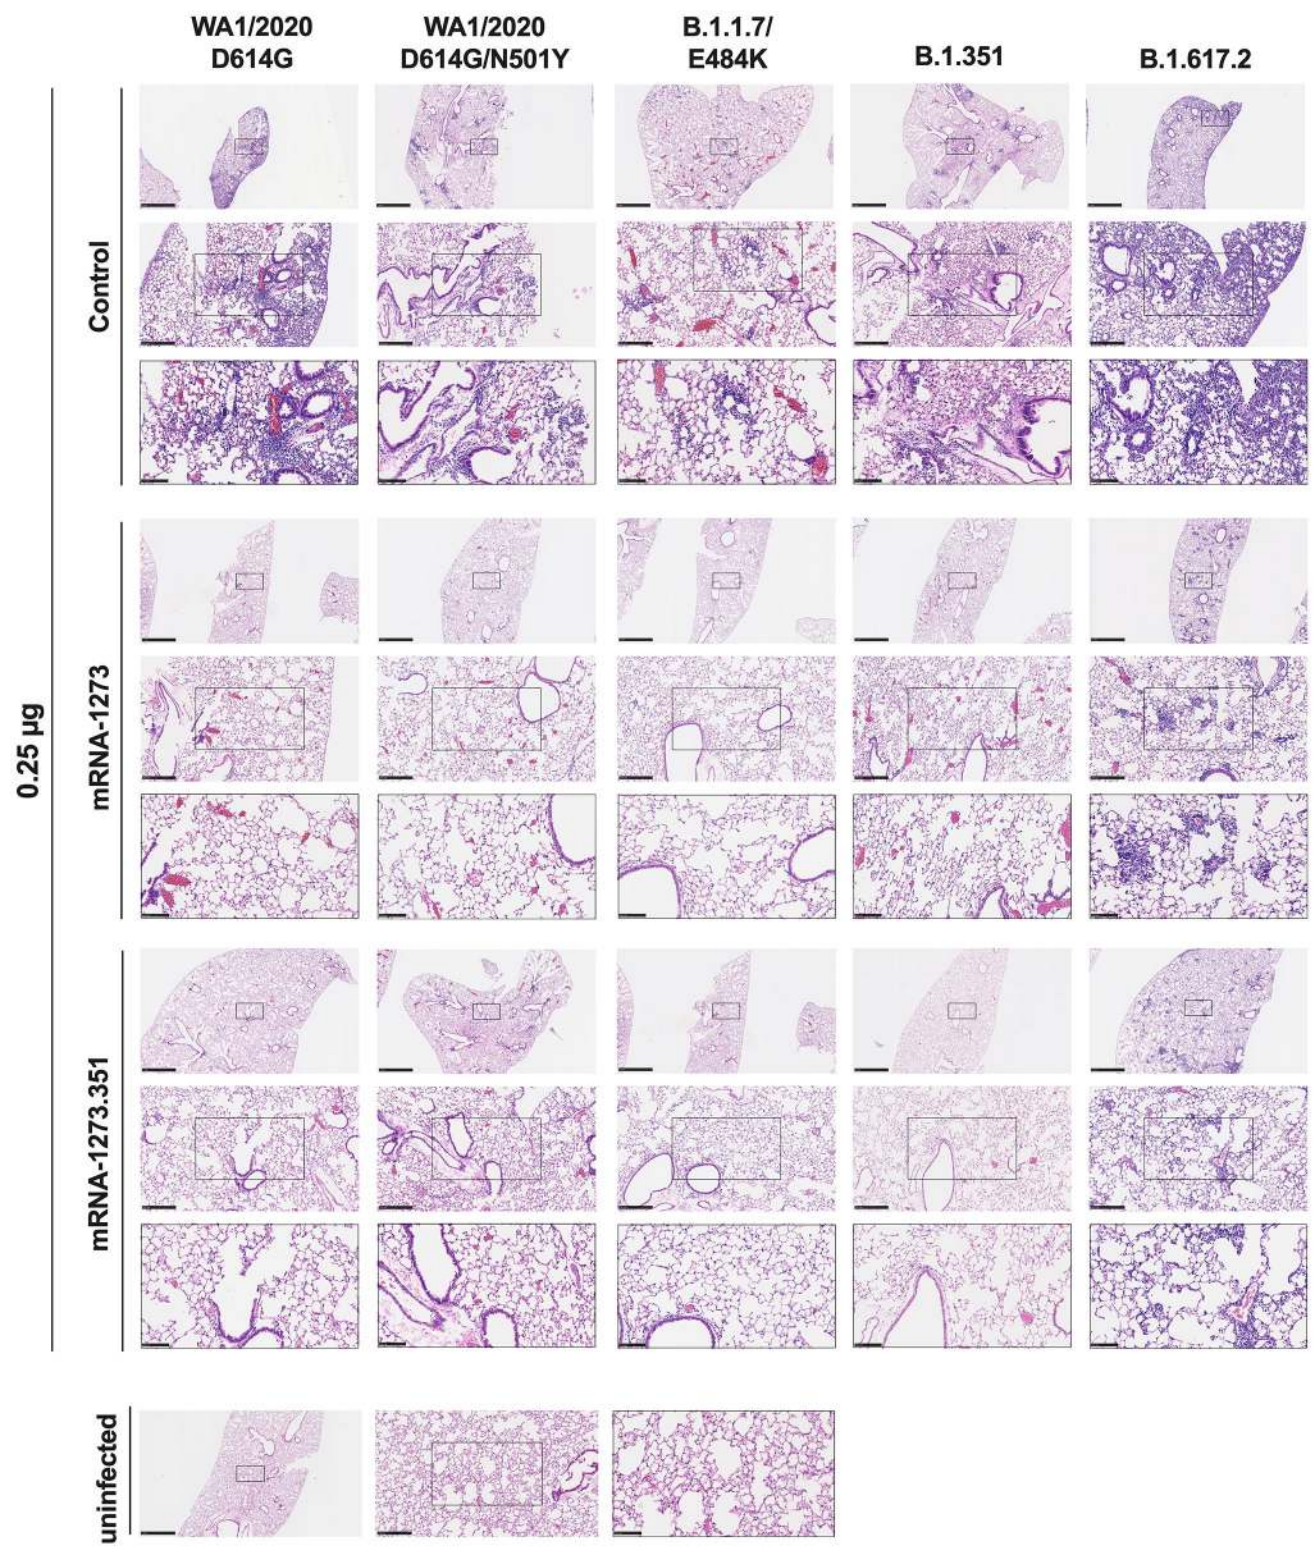 WA1/2020
D614G
WA1/2020
D614G/N501Y
B.1.1.7/
E484K
B.1.351
B.1.617.2
0.25 µg
Control
mRNA-1273
mRNA-1273.351
uninfected